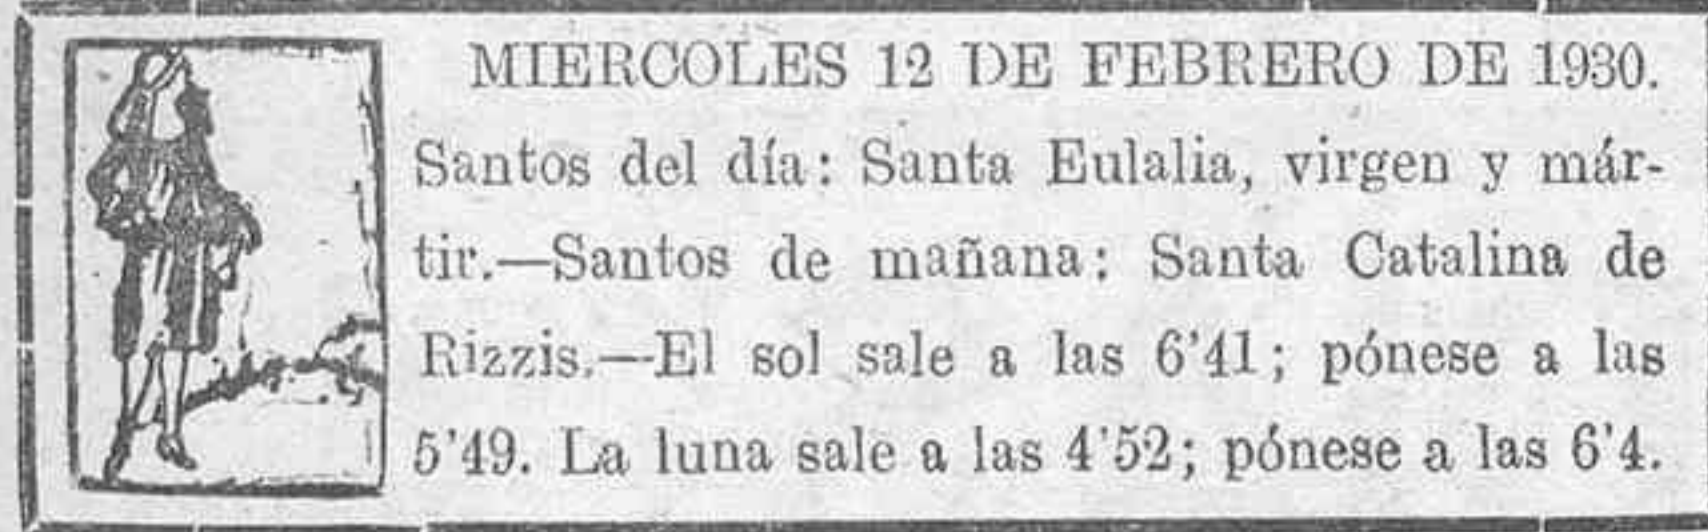 MIERCOLES 12 DE FEBRERO DE 1930.
Santos del día: Santa Eulalia, virgen y már-
tir.—Santos de mañana: Santa Catalina de
Rizzis.—El sol sale a las 6'41; pónese a las
5'49. La luna sale a las 4'52; pónese a las 6'4.